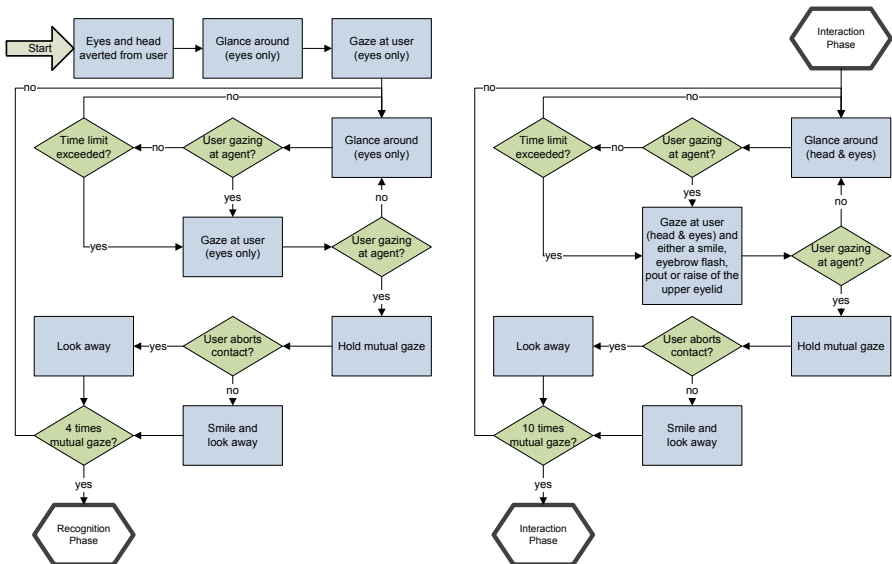 Start
Eyes and head
averted from user
Glance around
(eyes only)
Gaze at user
(eyes only)
no
no
Time limit
exceeded?
no
User gazing
at agent?
Glance around
(eyes only)
yes
no
yes
Gaze at user
(eyes only)
User gazing
at agent?
yes
Look away
yes
User aborts
contact?
Hold mutual gaze
no
4 times
mutual gaze?
Smile and
look away
yes
Recognition
Phase
Interaction
Phase
no
no
Time limit
exceeded?
no
User gazing
at agent?
Glance around
(head & eyes)
yes
no
yes
Gaze at user
(head & eyes) and
either a smile,
eyebrow flash,
pout or raise of the
upper eyelid
User gazing
at agent?
yes
Look away
yes
User aborts
contact?
Hold mutual gaze
no
10 times
mutual gaze?
Smile and
look away
yes
Interaction
Phase